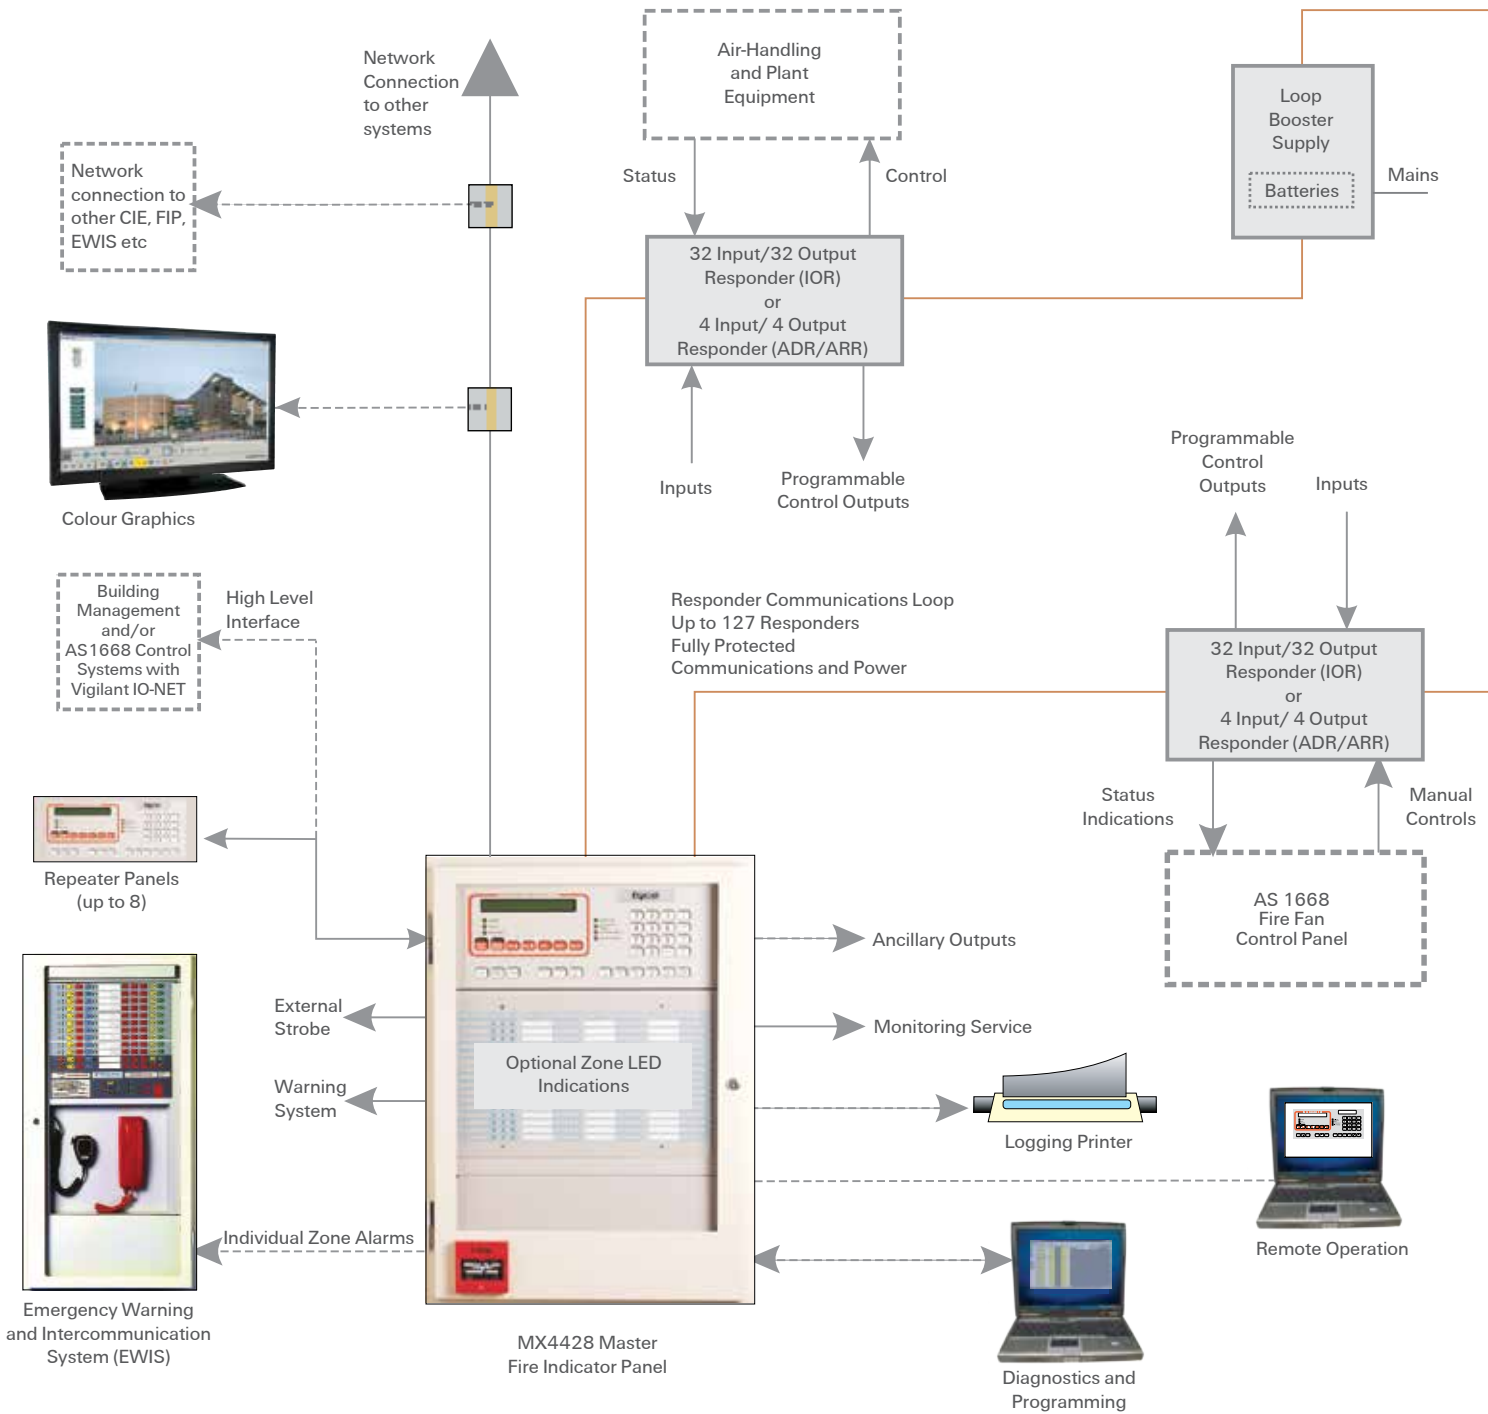 Network
Connection
to other
systems
Air-Handling
and Plant
Equipment
Loop
Booster
Supply
Batteries
Mains
Network
connection to
other CIE, FIP,
EWIS etc
Status
Control
32 Input/32 Output
Responder (IOR)
or
4 Input/ 4 Output
Responder (ADR/ARR)
Inputs
Programmable
Control Outputs
Colour Graphics
Programmable
Control
Outputs
Inputs
Building
Management
and/or
AS1668 Control
Systems with
Vigilant IO-NET
High Level
Interface
Responder Communications Loop
Up to 127 Responders
Fully Protected
Communications and Power
32 Input/32 Output
Responder (IOR)
or
4 Input/ 4 Output
Responder (ADR/ARR)
Status
Indications
Manual
Controls
Repeater Panels
(up to 8)
AS 1668
Fire Fan
Control Panel
Ancillary Outputs
External
Strobe
Monitoring Service
Optional Zone LED
Indications
Warning
System
Logging Printer
Individual Zone Alarms
Remote Operation
Emergency Warning
and Intercommunication
System (EWIS)
MX4428 Master
Fire Indicator Panel
Diagnostics and
Programming